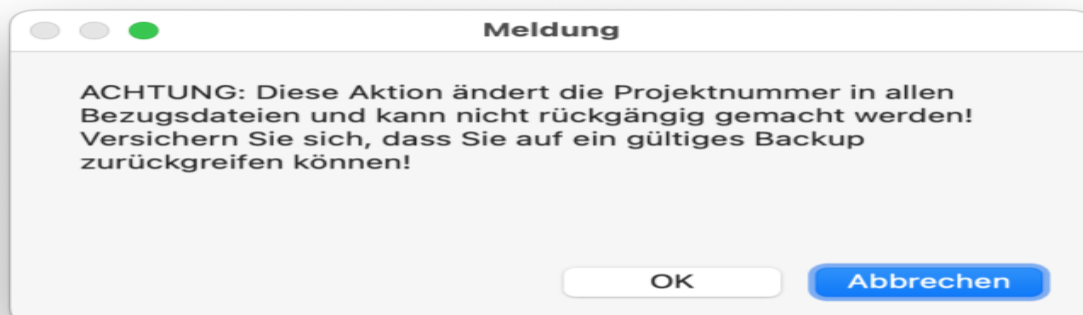 Meldung
ACHTUNG: Diese Aktion ändert die Projektnummer in allen
Bezugsdateien und kann nicht rückgängig gemacht werden!
Versichern Sie sich, dass Sie auf ein gültiges Backup
zurückgreifen können!
OK
Abbrechen